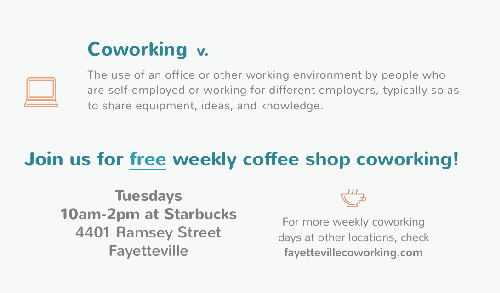 Coworking v.
The use of an office or other working environment by people who
are self-employed or working for different employers, typically so as
to share equipment, ideas, and knowledge.
Join us for free weekly coffee shop coworking!
Tuesdays
10am-2pm at Starbucks
4401 Ramsey Street
Fayetteville
For more weekly coworking
days at other locations, check
fayettevillecoworking.com